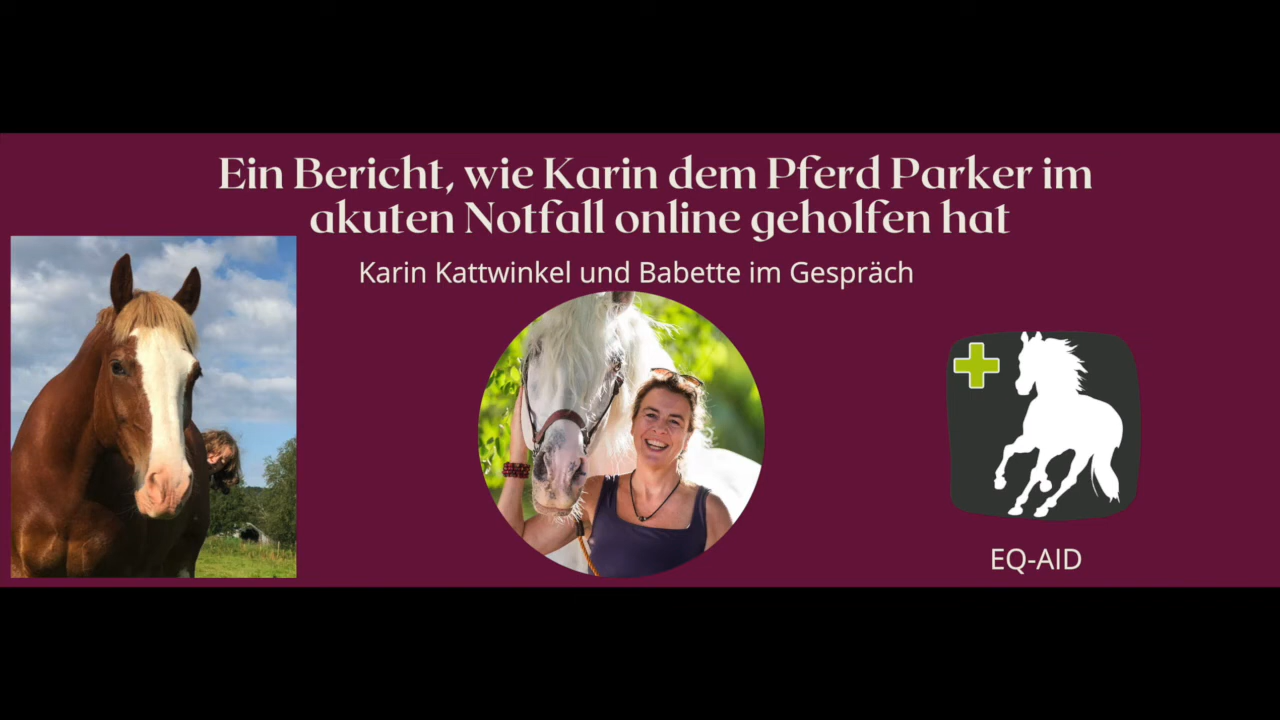 Ein Bericht, wie Karin dem Pferd Parker im
akuten Notfall online geholfen hat
Karin Kattwinkel und Babette im Gespräch
EQ-AID